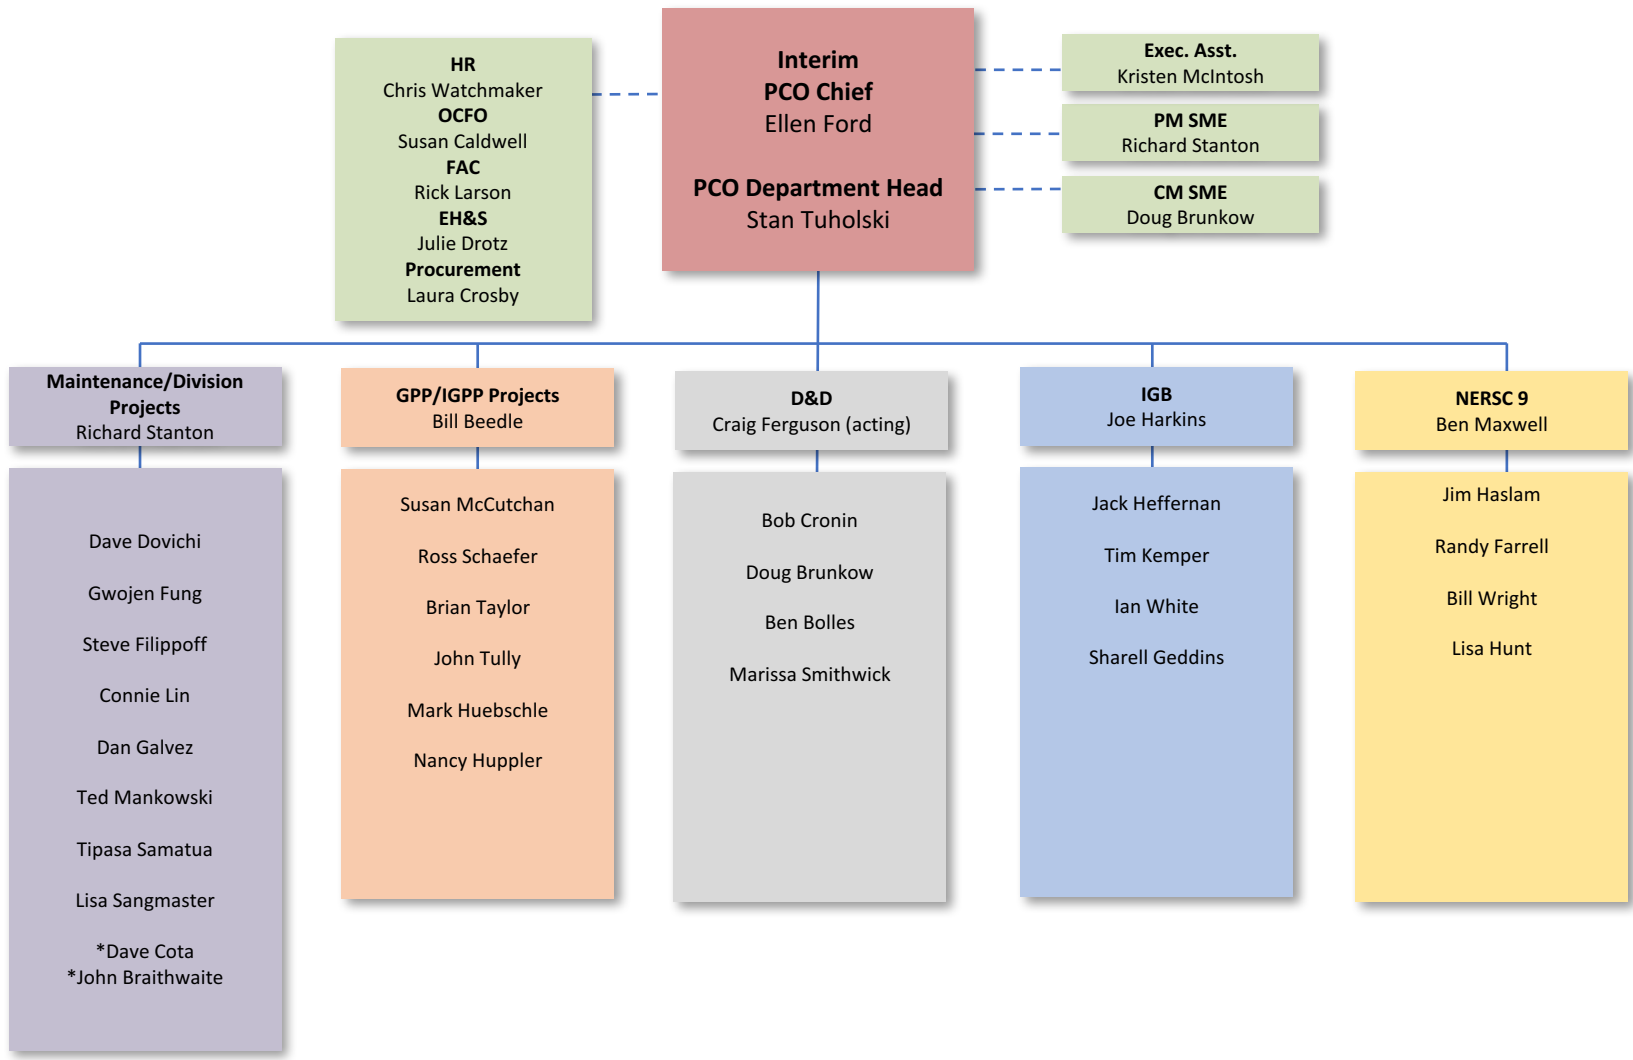 HR
Chris Watchmaker
OCFO
Susan Caldwell
FAC
Rick Larson
EH&S
Julie Drotz
Procurement
Laura Crosby
Interim
PCO Chief
Ellen Ford
PCO Department Head
Stan Tuholski
Exec. Asst.
Kristen McIntosh
PM SME
Richard Stanton
CM SME
Doug Brunkow
Maintenance/Division
Projects
Richard Stanton
Dave Dovichi
Gwojen Fung
Steve Filippoff
Connie Lin
Dan Galvez
Ted Mankowski
Tipasa Samatua
Lisa Sangmaster
*Dave Cota
*John Braithwaite
GPP/IGPP Projects
Bill Beedle
Susan McCutchan
Ross Schaefer
Brian Taylor
John Tully
Mark Huebschle
Nancy Huppler
D&D
Craig Ferguson (acting)
Bob Cronin
Doug Brunkow
Ben Bolles
Marissa Smithwick
IGB
Joe Harkins
Jack Heffernan
Tim Kemper
Ian White
Sharell Geddins
NERSC 9
Ben Maxwell
Jim Haslam
Randy Farrell
Bill Wright
Lisa Hunt